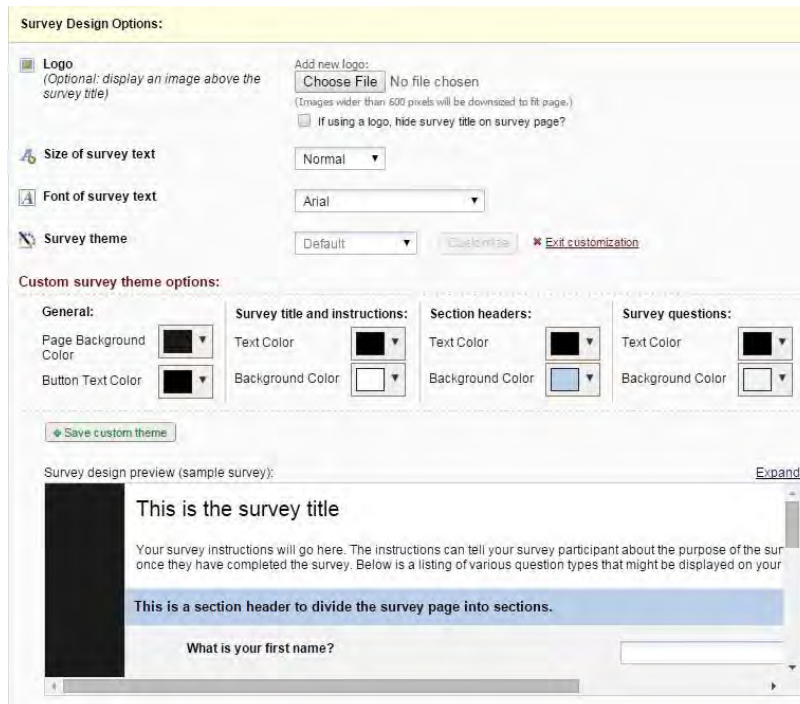 Survey Design Options:
Logo
(Optional: display an image above the
survey title)
Add new logo:
Choose File No file chosen
(Images wider than 600 pixels will be downsized to fit page.)
If using a logo, hide survey title on survey page?
Size of survey text
Normal
Font of survey text
Arial
Survey theme
Default
Customize
Exit customization
Custom survey theme options:
General:
Page Background
Color
Button Text Color
Survey title and instructions:
Text Color
Background Color
Section headers:
Text Color
Background Color
Survey questions:
Text Color
Background Color
Save custom theme
Survey design preview (sample survey):
Expand
This is the survey title
Your survey instructions will go here. The instructions can tell your survey participant about the purpose of the sur
once they have completed the survey. Below is a listing of various question types that might be displayed on your
This is a section header to divide the survey page into sections.
What is your first name?